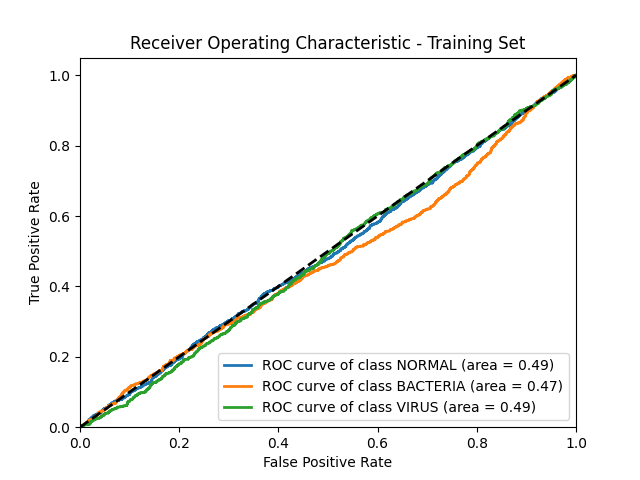 Receiver Operating Characteristic - Training Set
1.0
0.8
0.6
0.4
0.2
0.0
True Positive Rate
ROC curve of class NORMAL (area = 0.49)
ROC curve of class BACTERIA (area = 0.47)
ROC curve of class VIRUS (area = 0.49)
0.0 0.2 0.4 0.6 0.8 1.0
False Positive Rate